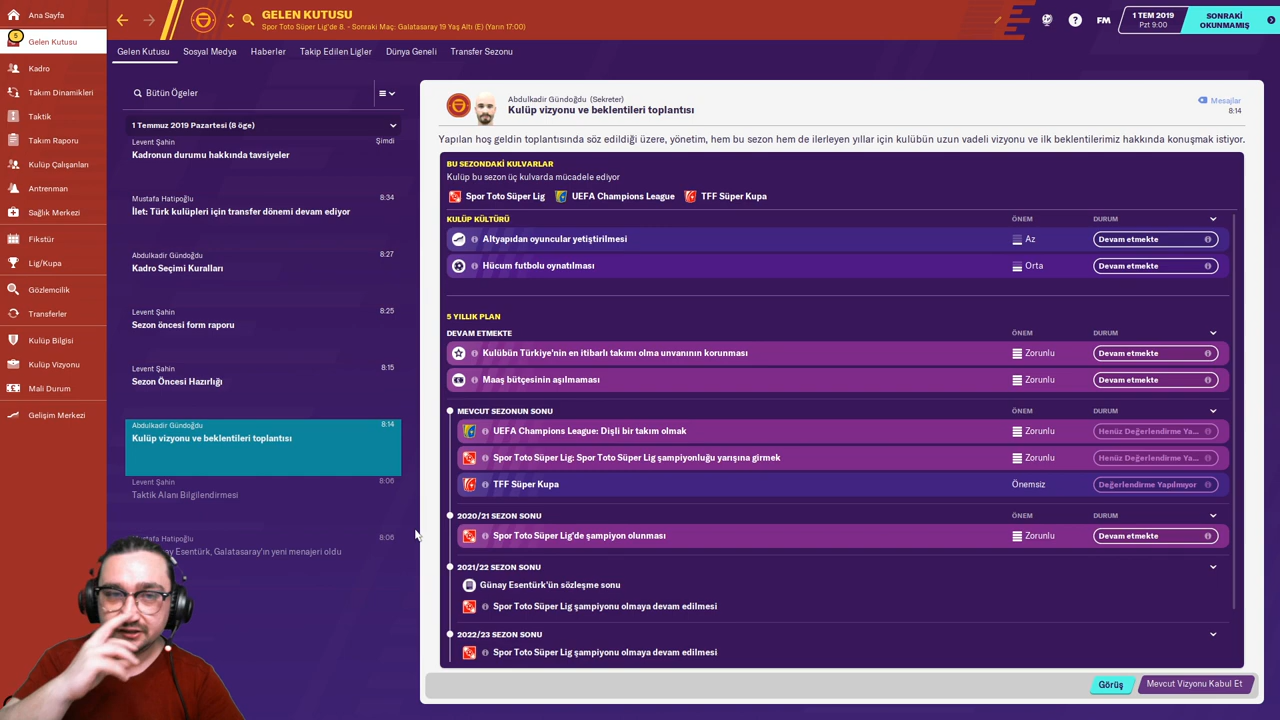 Ana Sayfa
5
Gelen Kutusu
Kadro
Takım Dinamikleri
Taktik
Takım Raporu
Kulüp Çalışanları
Antrenman
Sağlık Merkezi
Fikstür
Lig/Kupa
Gözlemcilik
Transferler
Kulüp Bilgisi
Kulüp Vizyonu
Mali Durum
Gelişim Merkezi
GELEN KUTUSU
Spor Toto Süper Lig'de 8. - Sonraki Maç: Galatasaray 19 Yaş Altı (E) (Yarın 17:00)
FM
1 TEM 2019
Pzt 9:00
SONRAKİ
OKUNMAMIŞ
Gelen Kutusu Sosyal Medya Haberler Takip Edilen Ligler Dünya Geneli Transfer Sezonu
Bütün Ögeler
1 Temmuz 2019 Pazartesi (8 öge)
Levent Şahin Şimdi
Kadronun durumu hakkında tavsiyeler
Mustafa Hatipoğlu 8:34
İlet: Türk kulüpleri için transfer dönemi devam ediyor
Abdulkadir Gündoğdu 8:27
Kadro Seçimi Kuralları
Levent Şahin 8:25
Sezon öncesi form raporu
Levent Şahin 8:15
Sezon Öncesi Hazırlığı
Abdulkadir Gündoğdu 8:14
Kulüp vizyonu ve beklentileri toplantısı
Levent Şahin 8:06
Taktik Alanı Bilgilendirmesi
Hatipoğlu 8:06
Esentürk, Galatasaray'ın yeni menajeri oldu
Abdulkadir Gündoğdu (Sekreter)
Kulüp vizyonu ve beklentileri toplantısı
Mesajlar
8:14
Yapılan hoş geldin toplantısında söz edildiği üzere, yönetim, hem bu sezon hem de ilerleyen yıllar için kulübün uzun vadeli vizyonu ve ilk beklentilerimiz hakkında konuşmak istiyor.
BU SEZONDAKİ KULVARLAR
Kulüp bu sezon üç kulvarda mücadele ediyor
Spor Toto Süper Lig UEFA Champions League TFF Süper Kupa
KULÜP KÜLTÜRÜ ÖNEM DURUM
Altyapıdan oyuncular yetiştirilmesi Az Devam etmekte
Hücum futbolu oynatılması Orta Devam etmekte
5 YILLIK PLAN
DEVAM ETMEKTE ÖNEM DURUM
Kulübün Türkiye'nin en itibarlı takımı olma unvanının korunması Zorunlu Devam etmekte
Maaş bütçesinin aşılmaması Zorunlu Devam etmekte
MEVCUT SEZONUN SONU ÖNEM DURUM
UEFA Champions League: Dişli bir takım olmak Zorunlu Henüz Değerlendirme Ya...
Spor Toto Süper Lig: Spor Toto Süper Lig şampiyonluğu yarışına girmek Zorunlu Henüz Değerlendirme Ya...
TFF Süper Kupa Önemsiz Değerlendirme Yapılmıyor
2020/21 SEZON SONU ÖNEM DURUM
Spor Toto Süper Lig'de şampiyon olunması Zorunlu Devam etmekte
2021/22 SEZON SONU
Günay Esentürk'ün sözleşme sonu
Spor Toto Süper Lig şampiyonu olmaya devam edilmesi
2022/23 SEZON SONU
Spor Toto Süper Lig şampiyonu olmaya devam edilmesi
Görüş Mevcut Vizyonu Kabul Et